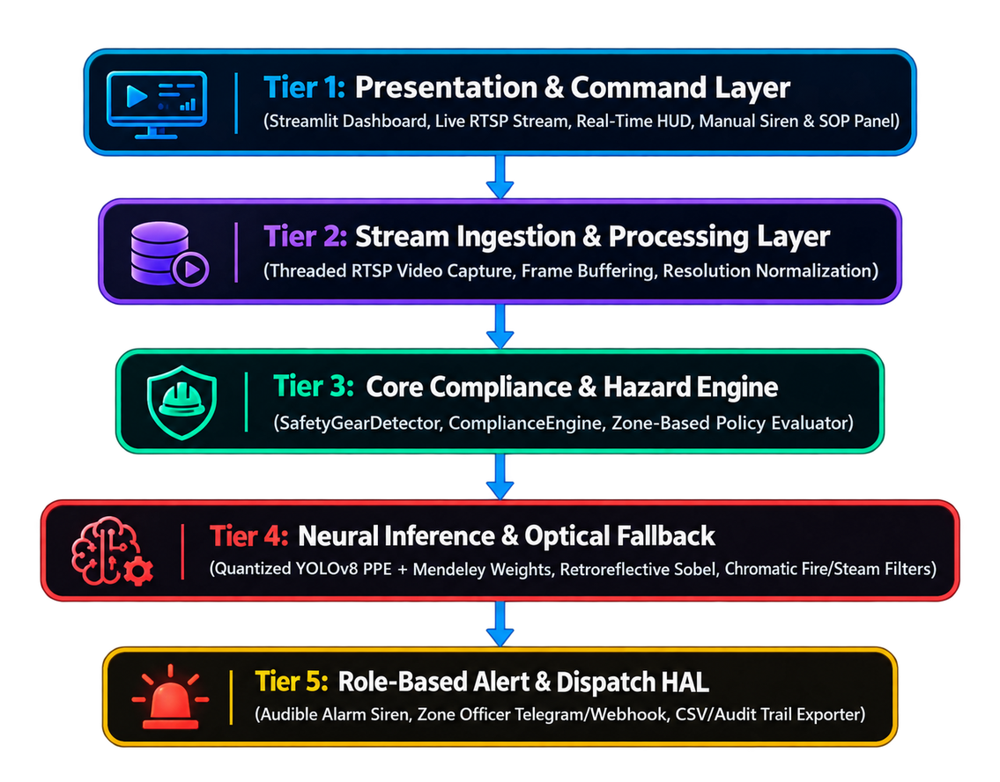 Tier 1: Presentation & Command Layer
(Streamlit Dashboard, Live RTSP Stream, Real-Time HUD, Manual Siren & SOP Panel)
Tier 2: Stream Ingestion & Processing Layer
(Threaded RTSP Video Capture, Frame Buffering, Resolution Normalization)
Tier 3: Core Compliance & Hazard Engine
(SafetyGearDetector, ComplianceEngine, Zone-Based Policy Evaluator)
Tier 4: Neural Inference & Optical Fallback
(Quantized YOLOv8 PPE + Mendeley Weights, Retroreflective Sobel, Chromatic Fire/Steam Filters)
Tier 5: Role-Based Alert & Dispatch HAL
(Audible Alarm Siren, Zone Officer Telegram/Webhook, CSV/Audit Trail Exporter)